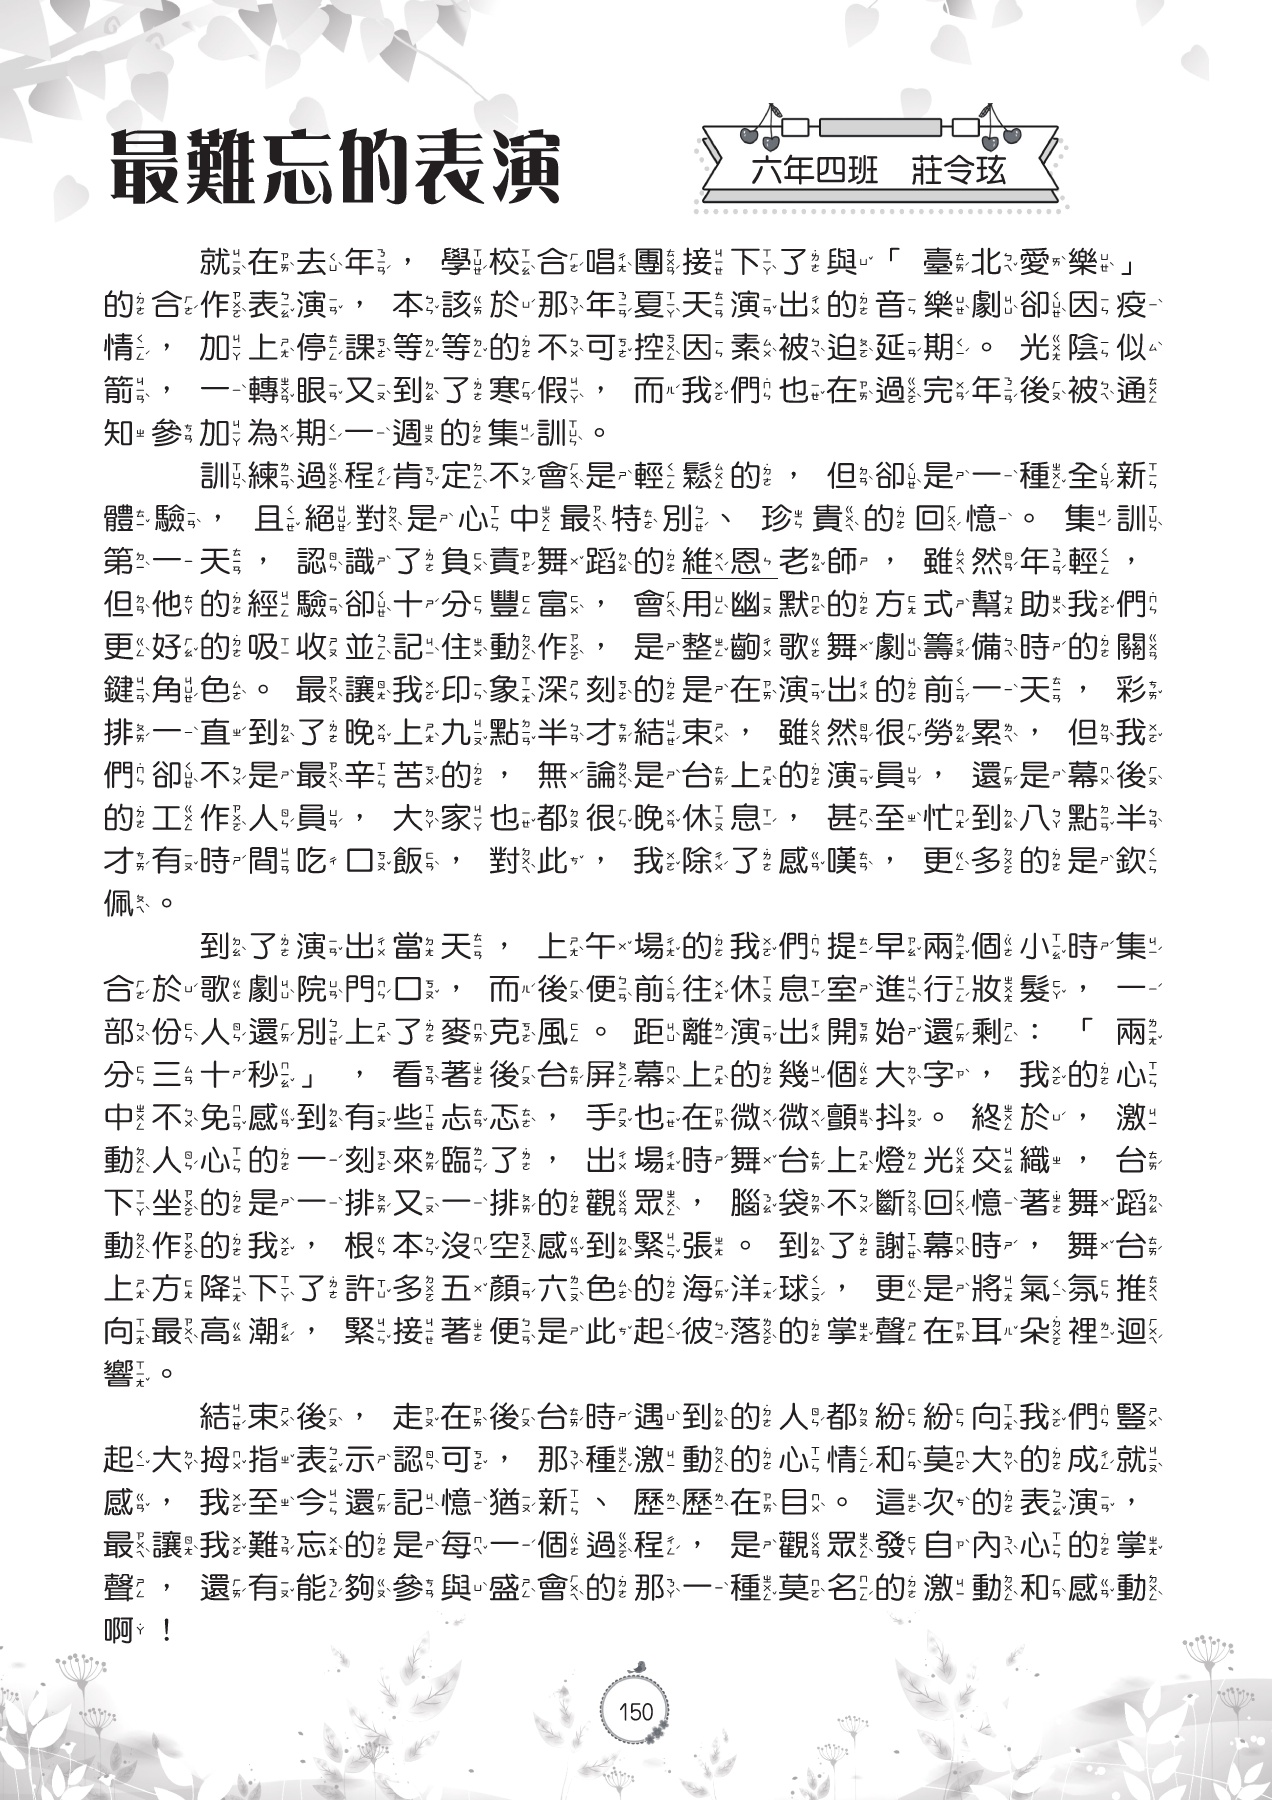 最難忘的表演
六年四班　莊令玹
就在去年，學校合唱團接下了與「臺北愛樂」
的合作表演，本該於那年夏天演出的音樂劇卻因疫
情，加上停課等等的不可控因素被迫延期。光陰似
箭，一轉眼又到了寒假，而我們也在過完年後被通
知參加為期一週的集訓。
訓練過程肯定不會是輕鬆的，但卻是一種全新
體驗，且絕對是心中最特別、珍貴的回憶。集訓
第一天，認識了負責舞蹈的維恩老師，雖然年輕，
但他的經驗卻十分豐富，會用幽默的方式幫助我們
更好的吸收並記住動作，是整齣歌舞劇籌備時的關
鍵角色。最讓我印象深刻的是在演出的前一天，彩
排一直到了晚上九點半才結束，雖然很勞累，但我
們卻不是最辛苦的，無論是台上的演員，還是幕後
的工作人員，大家也都很晚休息，甚至忙到八點半
才有時間吃口飯，對此，我除了感嘆，更多的是欽
佩。
到了演出當天，上午場的我們提早兩個小時集
合於歌劇院門口，而後便前往休息室進行妝髮，一
部份人還別上了麥克風。距離演出開始還剩：「兩
分三十秒」，看著後台屏幕上的幾個大字，我的心
中不免感到有些忐忑，手也在微微顫抖。終於，激
動人心的一刻來臨了，出場時舞台上燈光交織，台
下坐的是一排又一排的觀眾，腦袋不斷回憶著舞蹈
動作的我，根本沒空感到緊張。到了謝幕時，舞台
上方降下了許多五顏六色的海洋球，更是將氣氛推
向最高潮，緊接著便是此起彼落的掌聲在耳朵裡迴
響。
結束後，走在後台時遇到的人都紛紛向我們豎
起大拇指表示認可，那種激動的心情和莫大的成就
感，我至今還記憶猶新、歷歷在目。這次的表演，
最讓我難忘的是每一個過程，是觀眾發自內心的掌
聲，還有能夠參與盛會的那一種莫名的激動和感動
啊！
150